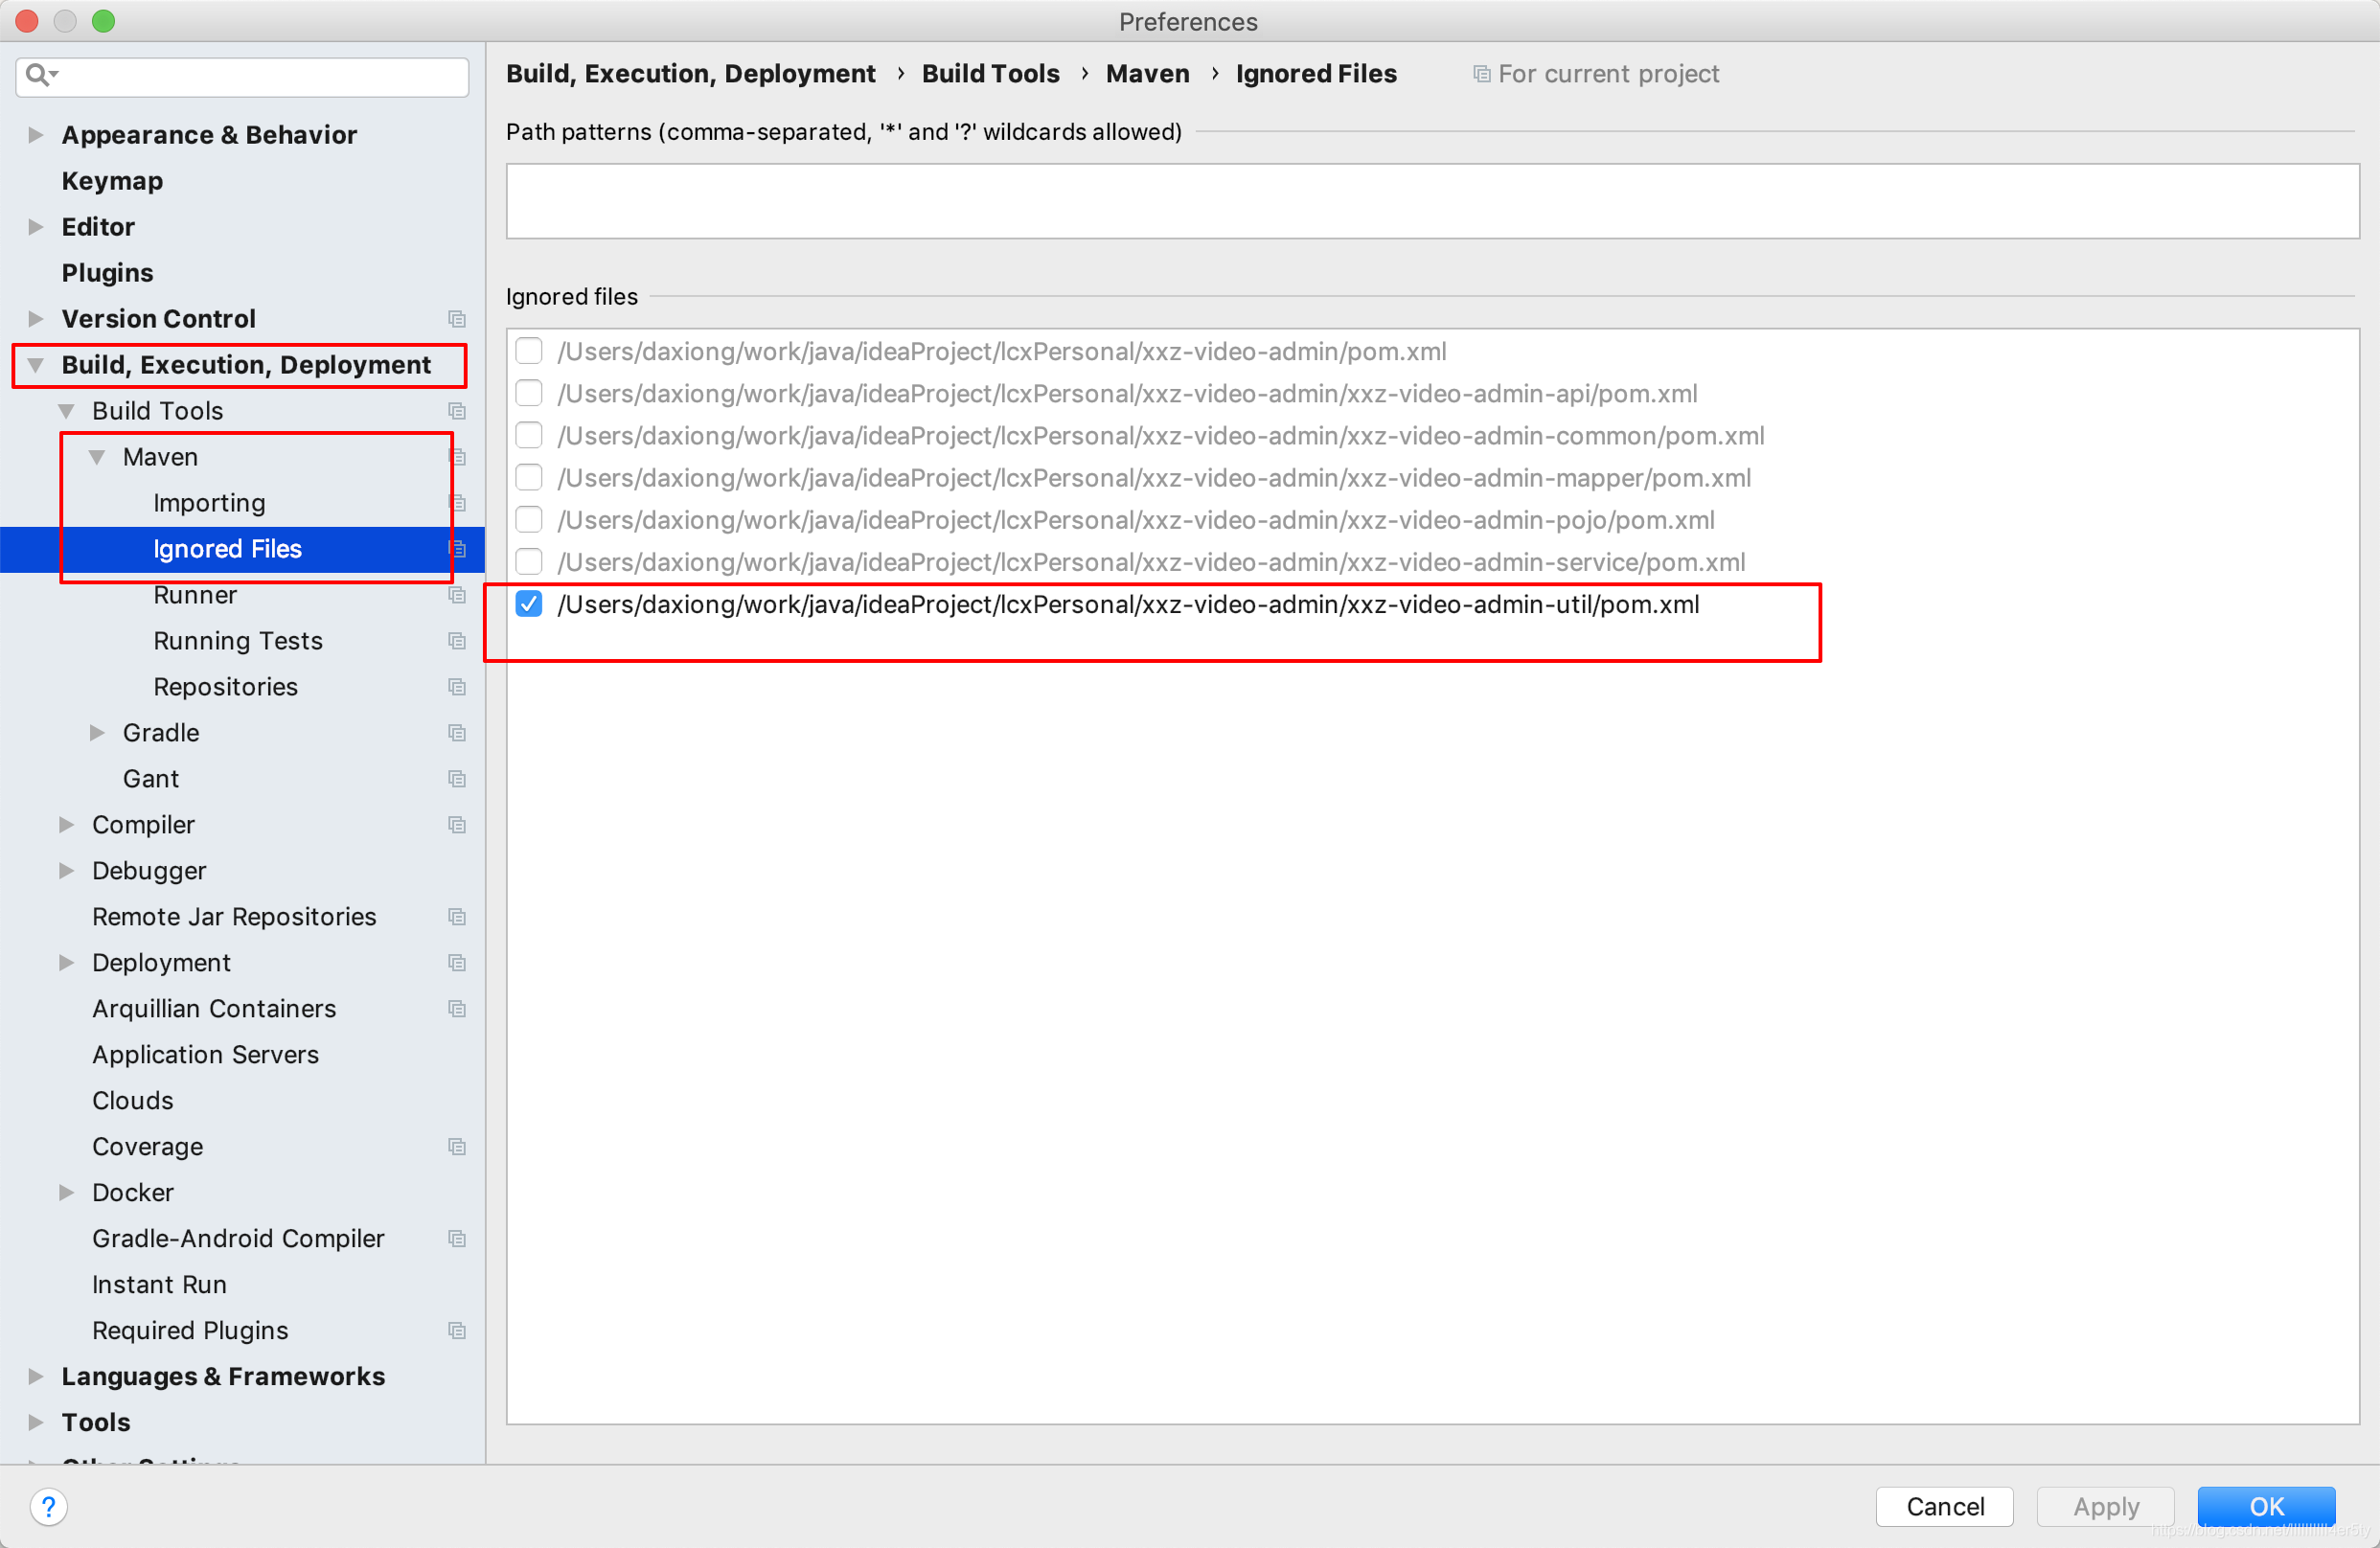 Preferences
Build, Execution, Deployment › Build Tools › Maven › Ignored Files For current project
Appearance & Behavior
Keymap
Editor
Plugins
Version Control
Build, Execution, Deployment
Build Tools
Maven
Importing
Ignored Files
Runner
Running Tests
Repositories
Gradle
Gant
Compiler
Debugger
Remote Jar Repositories
Deployment
Arquillian Containers
Application Servers
Clouds
Coverage
Docker
Gradle-Android Compiler
Instant Run
Required Plugins
Languages & Frameworks
Tools
Other Settings
Path patterns (comma-separated, '*' and '?' wildcards allowed)
Ignored files
/Users/daxiong/work/java/ideaProject/lcxPersonal/xxz-video-admin/pom.xml
/Users/daxiong/work/java/ideaProject/lcxPersonal/xxz-video-admin/xxz-video-admin-api/pom.xml
/Users/daxiong/work/java/ideaProject/lcxPersonal/xxz-video-admin/xxz-video-admin-common/pom.xml
/Users/daxiong/work/java/ideaProject/lcxPersonal/xxz-video-admin/xxz-video-admin-mapper/pom.xml
/Users/daxiong/work/java/ideaProject/lcxPersonal/xxz-video-admin/xxz-video-admin-pojo/pom.xml
/Users/daxiong/work/java/ideaProject/lcxPersonal/xxz-video-admin/xxz-video-admin-service/pom.xml
/Users/daxiong/work/java/ideaProject/lcxPersonal/xxz-video-admin/xxz-video-admin-util/pom.xml
?
Cancel
Apply
OK